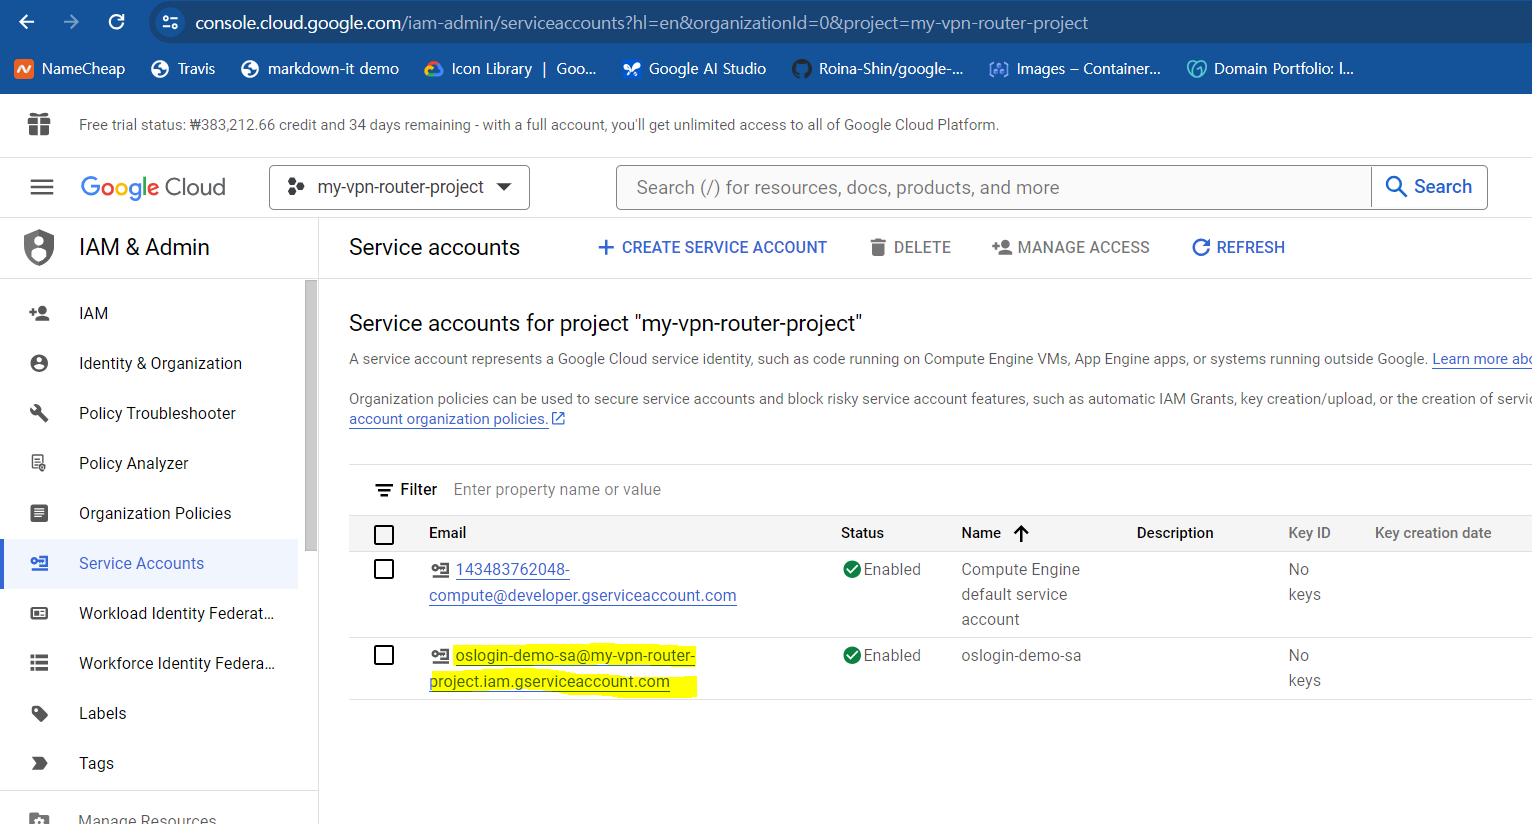 console.cloud.google.com/iam-admin/serviceaccounts?hl=en&organizationId=0&project=my-vpn-router-project
NameCheap Travis markdown-it demo Icon Library | Goo... Google AI Studio Roina-Shin/google-... Images – Container... Domain Portfolio: l...
Free trial status: ₩383,212.66 credit and 34 days remaining - with a full account, you'll get unlimited access to all of Google Cloud Platform.
Google Cloud my-vpn-router-project Search (/) for resources, docs, products, and more Search
IAM & Admin
IAM
Identity & Organization
Policy Troubleshooter
Policy Analyzer
Organization Policies
Service Accounts
Workload Identity Federat...
Workforce Identity Federa...
Labels
Tags
Manage Resources
Service accounts CREATE SERVICE ACCOUNT DELETE MANAGE ACCESS REFRESH
Service accounts for project "my-vpn-router-project"
A service account represents a Google Cloud service identity, such as code running on Compute Engine VMs, App Engine apps, or systems running outside Google. Learn more abo
Organization policies can be used to secure service accounts and block risky service account features, such as automatic IAM Grants, key creation/upload, or the creation of servic
account organization policies.
Filter Enter property name or value
Email Status Name Description Key ID Key creation date
143483762048- Enabled Compute Engine No
compute@developer.gserviceaccount.com default service keys
account
oslogin-demo-sa@my-vpn-router- Enabled oslogin-demo-sa No
project.iam.gserviceaccount.com keys